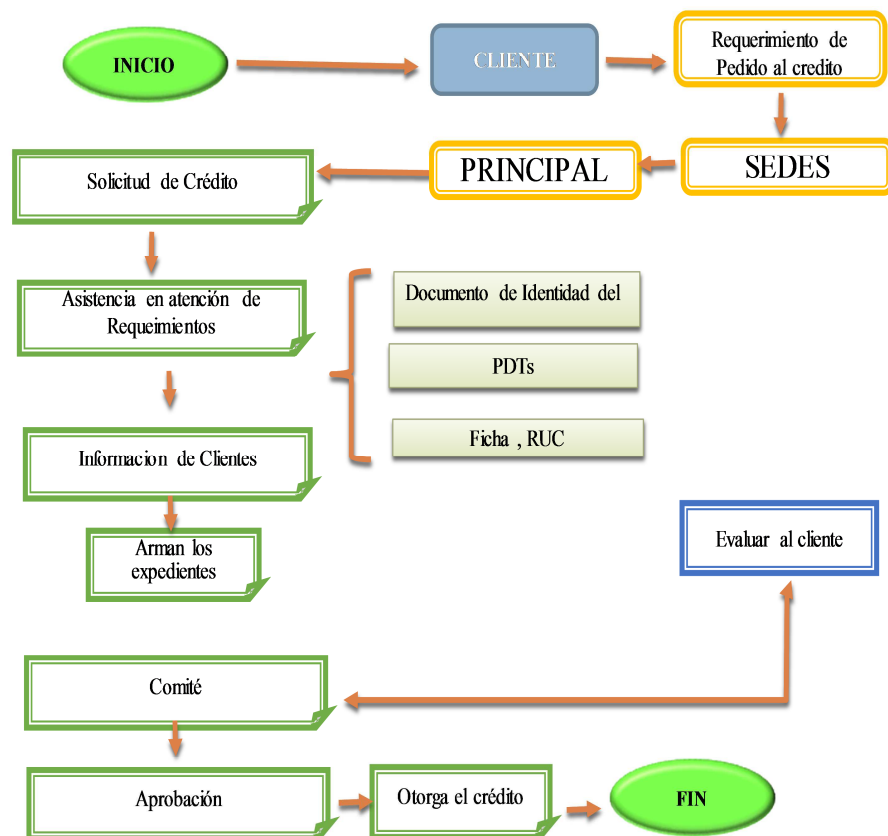 INICIO
CLIENTE
Requerimiento de
Pedido al credito
SEDES
PRINCIPAL
Solicitud de Crédito
Asistencia en atención de
Requeimientos
Documento de Identidad del
PDTs
Ficha , RUC
Informacion de Clientes
Arman los
expedientes
Evaluar al cliente
Comité
Aprobación
Otorga el crédito
FIN